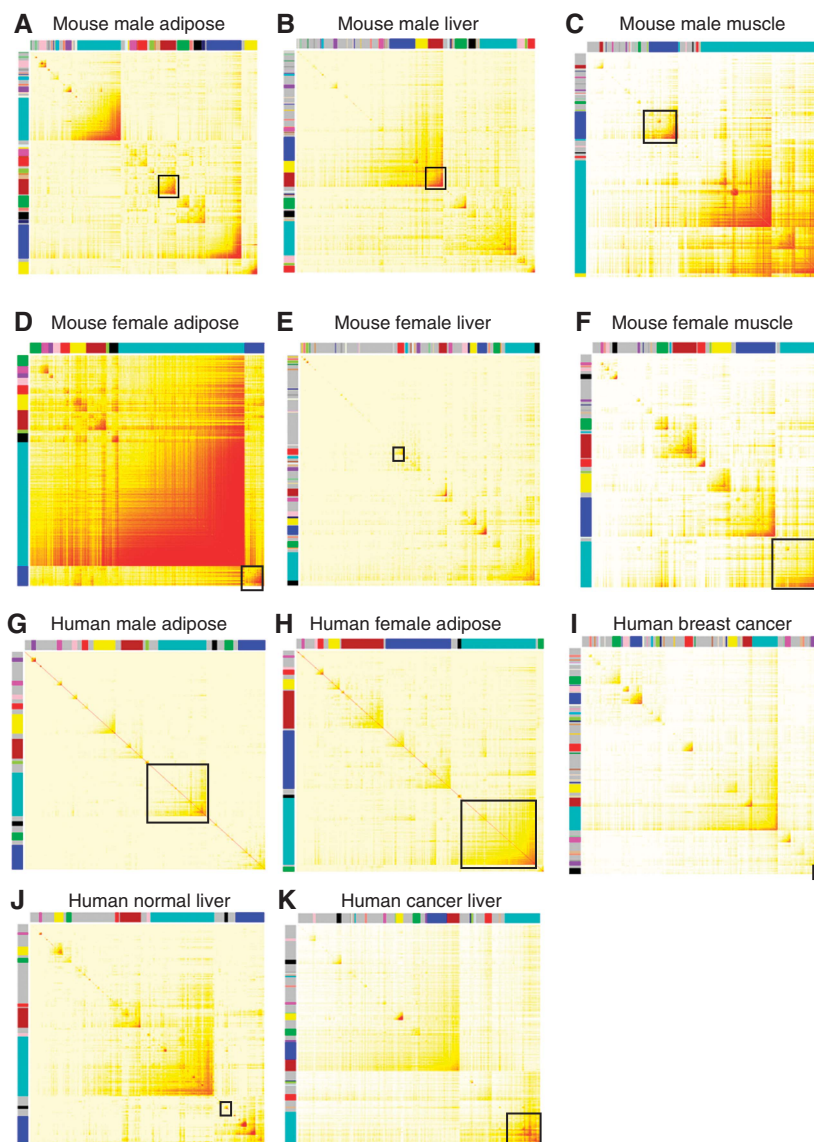 A Mouse male adipose
B Mouse male liver
C Mouse male muscle
D Mouse female adipose
E Mouse female liver
F Mouse female muscle
G Human male adipose
H Human female adipose
I Human breast cancer
J Human normal liver
K Human cancer liver